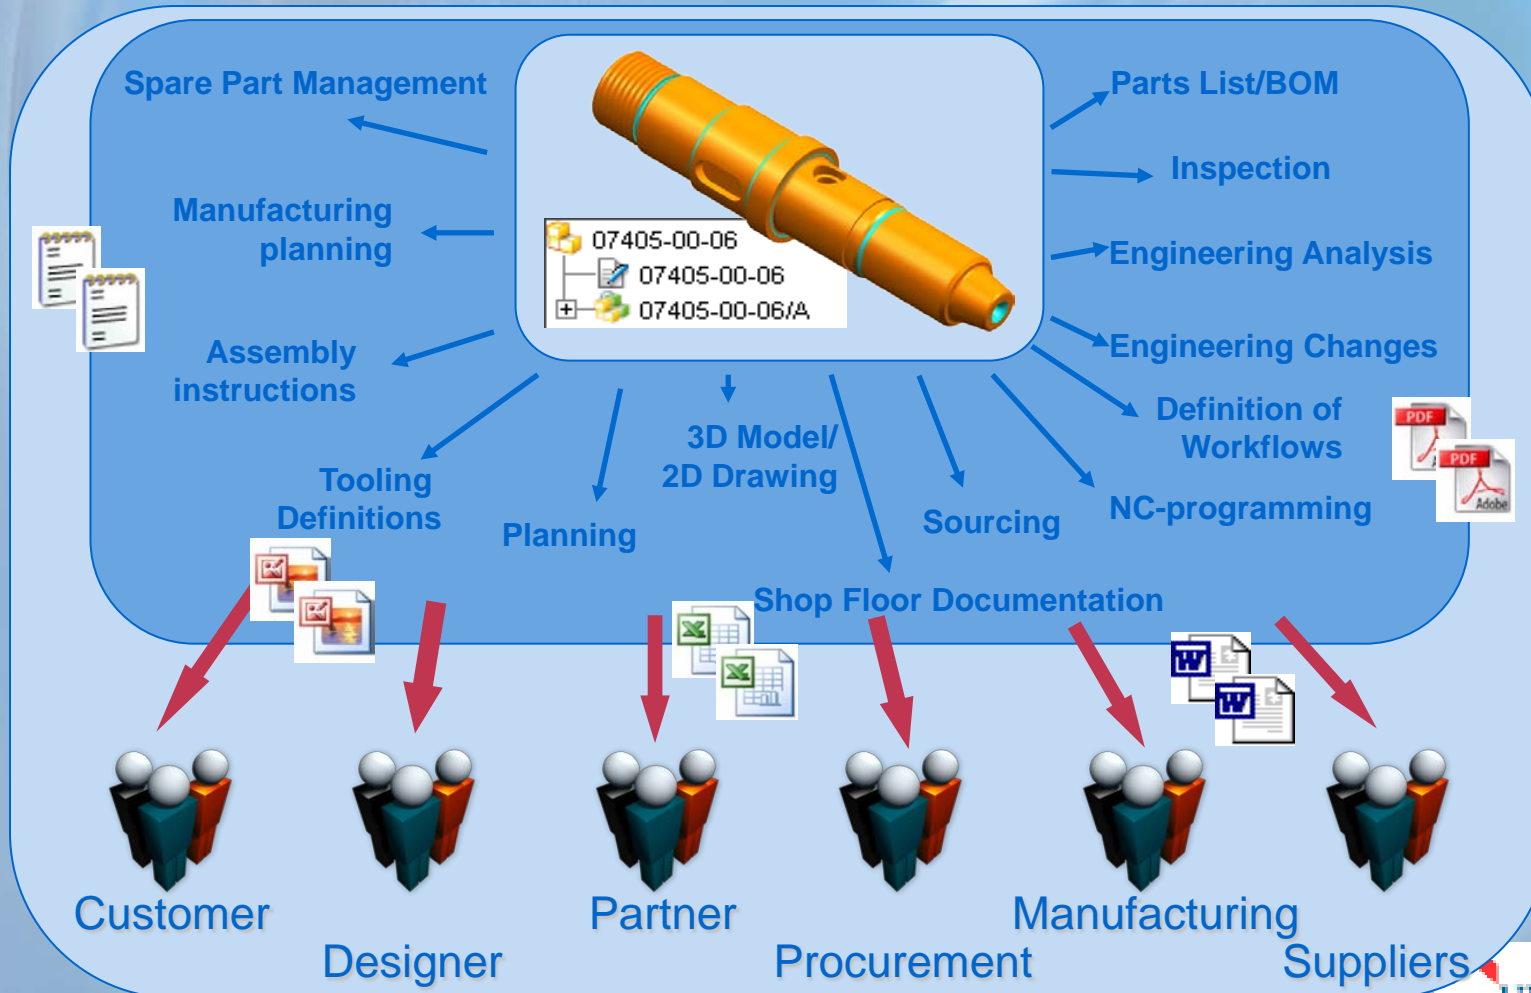 Spare Part Management
Parts List/BOM
Inspection
Manufacturing
planning
07405-00-06
07405-00-06
07405-00-06/A
Engineering Analysis
Engineering Changes
Assembly
instructions
Definition of
Workflows
3D Model/
2D Drawing
Tooling
Definitions
Planning
Sourcing
NC-programming
Shop Floor Documentation
PDF
PDF
Adobe
W
W
Customer
Designer
Partner
Procurement
Manufacturing
Suppliers